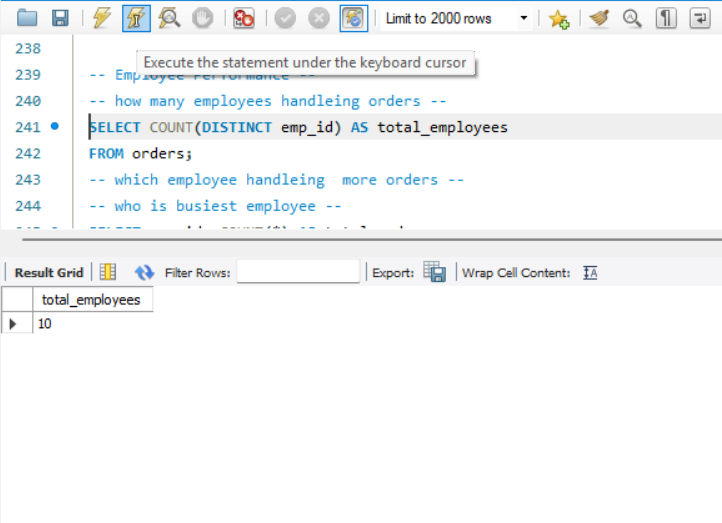 Limit to 2000 rows
238
Execute the statement under the keyboard cursor
239 -- Employee Performance --
240 -- how many employees handleing orders --
241 SELECT COUNT(DISTINCT emp_id) AS total_employees
242 FROM orders;
243 -- which employee handleing  more orders --
244 -- who is busiest employee --
Result Grid Filter Rows: Export: Wrap Cell Content:
total_employees
10